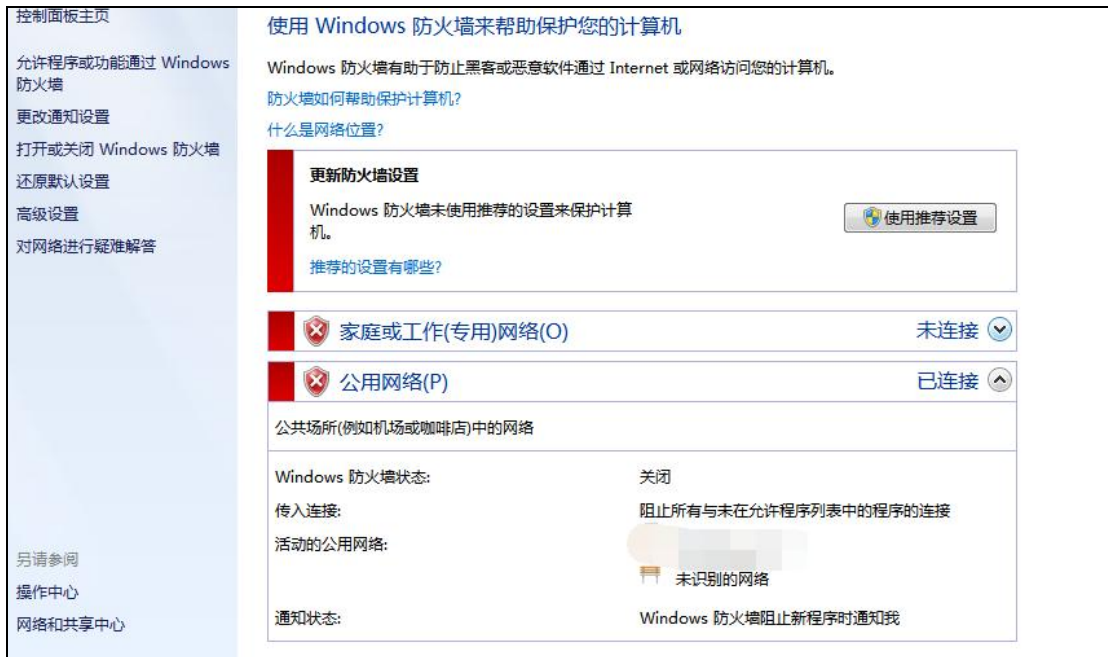 控制面板主页
允许程序或功能通过 Windows
防火墙
更改通知设置
打开或关闭 Windows 防火墙
还原默认设置
高级设置
对网络进行疑难解答
另请参阅
操作中心
网络和共享中心
使用 Windows 防火墙来帮助保护您的计算机
Windows 防火墙有助于防止黑客或恶意软件通过 Internet 或网络访问您的计算机。
防火墙如何帮助保护计算机?
什么是网络位置?
更新防火墙设置
Windows 防火墙未使用推荐的设置来保护计算
机。
使用推荐设置
推荐的设置有哪些?
家庭或工作(专用)网络(O) 未连接
公用网络(P) 已连接
公共场所(例如机场或咖啡店)中的网络
Windows 防火墙状态: 关闭
传入连接: 阻止所有与未在允许程序列表中的程序的连接
活动的公用网络:
未识别的网络
通知状态: Windows 防火墙阻止新程序时通知我